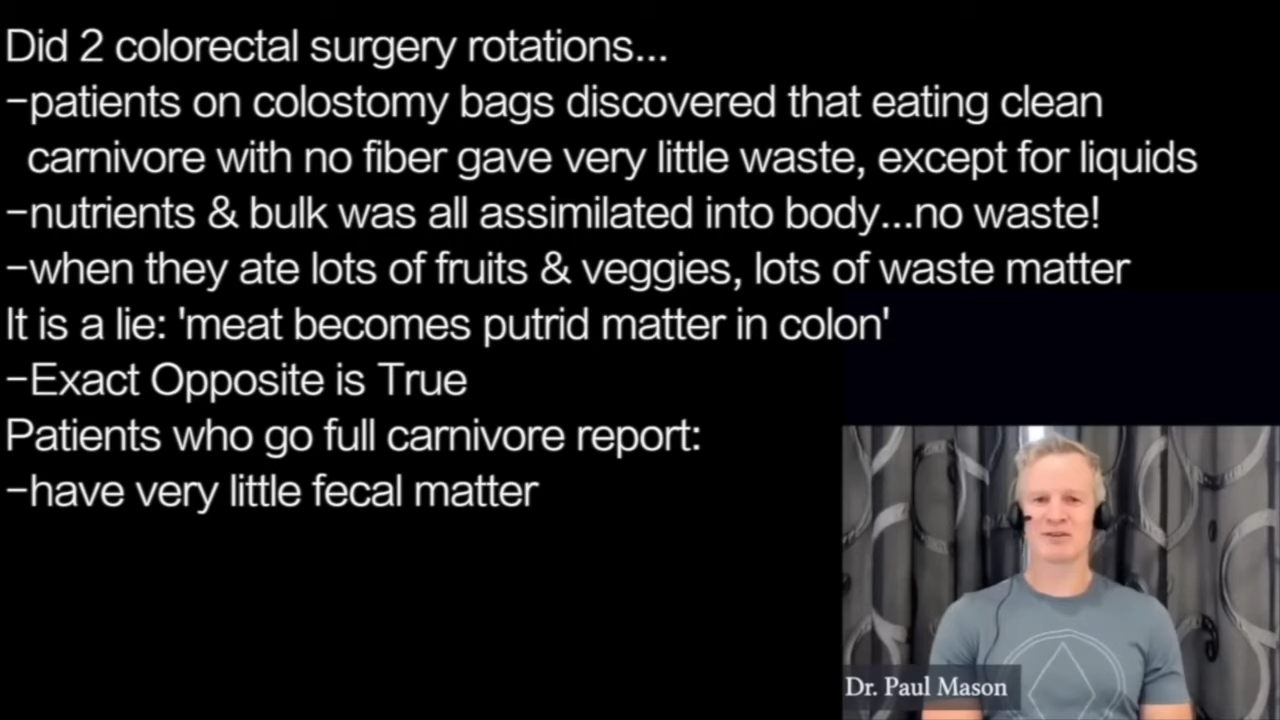 Did 2 colorectal surgery rotations...
–patients on colostomy bags discovered that eating clean
carnivore with no fiber gave very little waste, except for liquids
–nutrients & bulk was all assimilated into body...no waste!
–when they ate lots of fruits & veggies, lots of waste matter
It is a lie: 'meat becomes putrid matter in colon'
–Exact Opposite is True
Patients who go full carnivore report:
–have very little fecal matter
Dr. Paul Mason